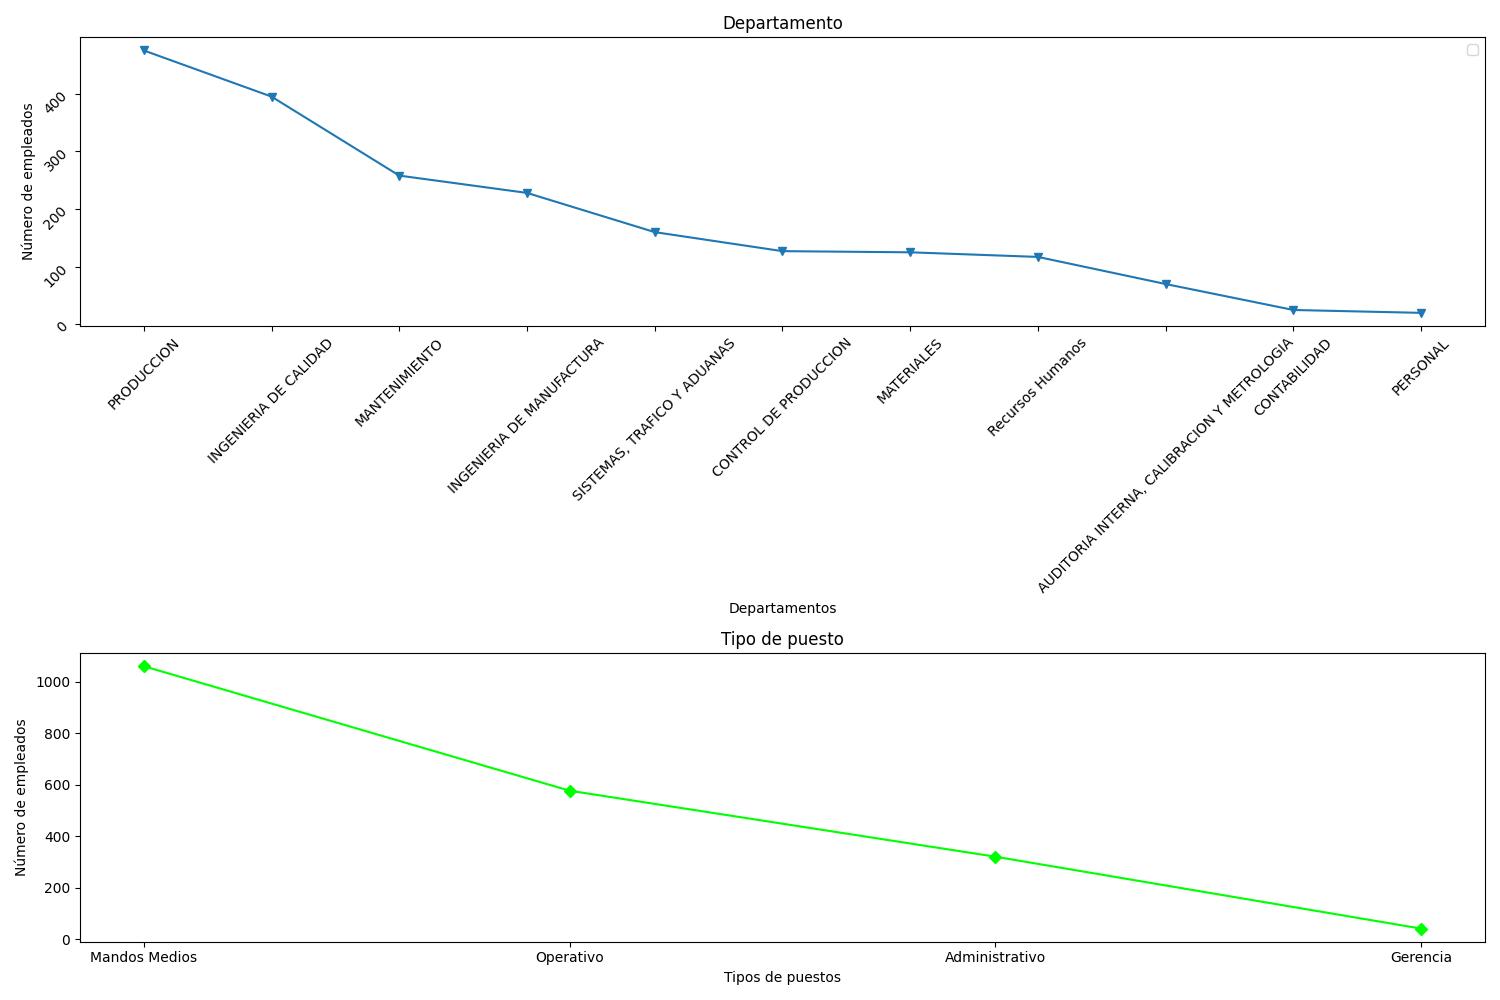 Departamento
Número de empleados
400
300
200
100
0
PRODUCCION
INGENIERIA DE CALIDAD
MANTENIMIENTO
INGENIERIA DE MANUFACTURA
SISTEMAS, TRAFICO Y ADUANAS
CONTROL DE PRODUCCION
MATERIALES
Recursos Humanos
AUDITORIA INTERNA, CALIBRACION Y METROLOGIA
CONTABILIDAD
PERSONAL
Departamentos
Tipo de puesto
Número de empleados
1000
800
600
400
200
0
Mandos Medios
Operativo
Administrativo
Gerencia
Tipos de puestos